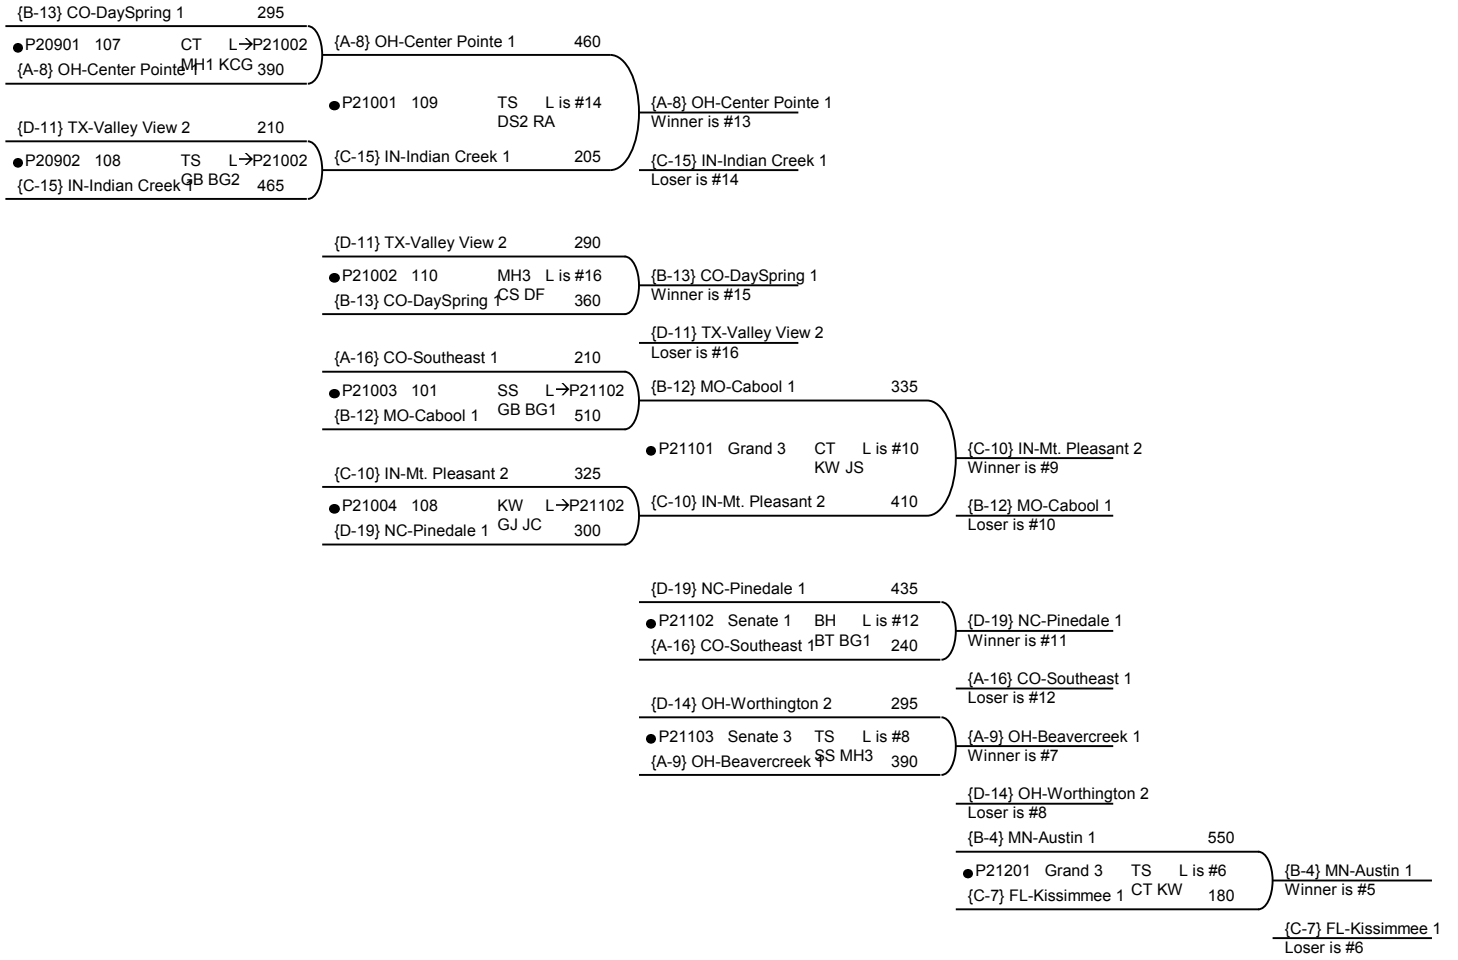 {B-13} CO-DaySpring 1 295
P20901 107 CT L→P21002
MH1 KCG
{A-8} OH-Center Pointe 1 390
{A-8} OH-Center Pointe 1 460
P21001 109 TS L is #14
DS2 RA
{A-8} OH-Center Pointe 1
Winner is #13
{D-11} TX-Valley View 2 210
P20902 108 TS L→P21002
GB BG2
{C-15} IN-Indian Creek 1 465
{C-15} IN-Indian Creek 1 205
{C-15} IN-Indian Creek 1
Loser is #14
{D-11} TX-Valley View 2 290
P21002 110 MH3 L is #16
CS DF
{B-13} CO-DaySpring 1 360
{B-13} CO-DaySpring 1
Winner is #15
{D-11} TX-Valley View 2
Loser is #16
{A-16} CO-Southeast 1 210
P21003 101 SS L→P21102
GB BG1
{B-12} MO-Cabool 1 510
{B-12} MO-Cabool 1 335
P21101 Grand 3 CT L is #10
KW JS
{C-10} IN-Mt. Pleasant 2
Winner is #9
{C-10} IN-Mt. Pleasant 2 325
P21004 108 KW L→P21102
GJ JC
{D-19} NC-Pinedale 1 300
{C-10} IN-Mt. Pleasant 2 410
{B-12} MO-Cabool 1
Loser is #10
{D-19} NC-Pinedale 1 435
P21102 Senate 1 BH L is #12
BT BG1
{A-16} CO-Southeast 1 240
{D-19} NC-Pinedale 1
Winner is #11
{A-16} CO-Southeast 1
Loser is #12
{D-14} OH-Worthington 2 295
P21103 Senate 3 TS L is #8
SS MH3
{A-9} OH-Beavercreek 1 390
{A-9} OH-Beavercreek 1
Winner is #7
{D-14} OH-Worthington 2
Loser is #8
{B-4} MN-Austin 1 550
P21201 Grand 3 TS L is #6
CT KW
{C-7} FL-Kissimmee 1 180
{B-4} MN-Austin 1
Winner is #5
{C-7} FL-Kissimmee 1
Loser is #6